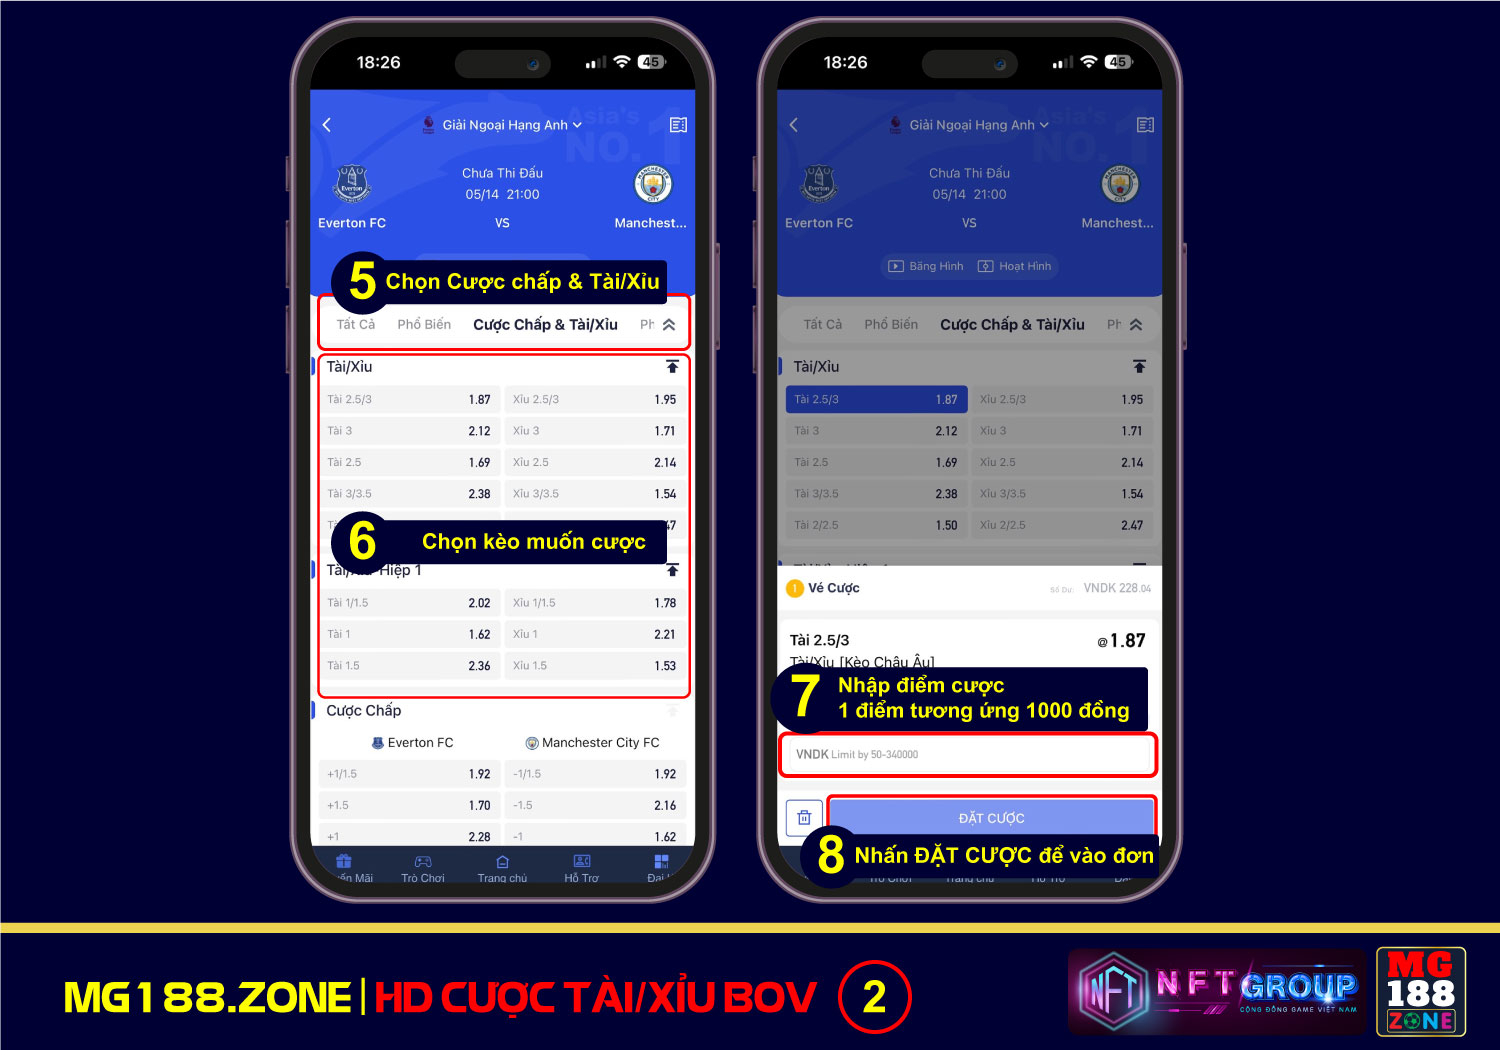 18:26
45
Asia's
NO.1
Giải Ngoại Hạng Anh
Chưa Thi Đấu
05/14 21:00
Everton FC
VS
Manchest...
5 Chọn Cược chấp & Tài/Xỉu
Tất Cả Phổ Biến Cược Chấp & Tài/Xỉu Ph
Tài/Xỉu
Tài 2.5/3 1.87 Xỉu 2.5/3 1.95
Tài 3 2.12 Xỉu 3 1.71
Tài 2.5 1.69 Xỉu 2.5 2.14
Tài 3/3.5 2.38 Xỉu 3/3.5 1.54
6 Chọn kèo muốn cược
Hiệp 1
Tài 1/1.5 2.02 Xỉu 1/1.5 1.78
Tài 1 1.62 Xỉu 1 2.21
Tài 1.5 2.36 Xỉu 1.5 1.53
Cược Chấp
Everton FC Manchester City FC
+1/1.5 1.92 -1/1.5 1.92
+1.5 1.70 -1.5 2.16
+1 2.28 -1 1.62
ến Mãi Trò Chơi Trang chủ Hỗ Trợ Đại
18:26
45
Asia's
NO.1
Giải Ngoại Hạng Anh
Chưa Thi Đấu
05/14 21:00
Everton FC
VS
Manchest...
Băng Hình Hoạt Hình
Tất Cả Phổ Biến Cược Chấp & Tài/Xỉu Ph
Tài/Xỉu
Tài 2.5/3 1.87 Xỉu 2.5/3 1.95
Tài 3 2.12 Xỉu 3 1.71
Tài 2.5 1.69 Xỉu 2.5 2.14
Tài 3/3.5 2.38 Xỉu 3/3.5 1.54
Tài 2/2.5 1.50 Xỉu 2/2.5 2.47
1 Vé Cược Số Dư: VNDK 228.04
Tài 2.5/3 @1.87
Tài/Xỉu [Kèo Châu Âu]
7 Nhập điểm cược
1 điểm tương ứng 1000 đồng
VNDK Limit by 50-340000
ĐẶT CƯỢC
8 Nhấn ĐẶT CƯỢC để vào đơn
MG188.ZONE | HD CƯỢC TÀI/XỈU BOV 2
NFT
NFTGROUP
CỘNG ĐỒNG GAME VIỆT NAM
MG
188
ZONE